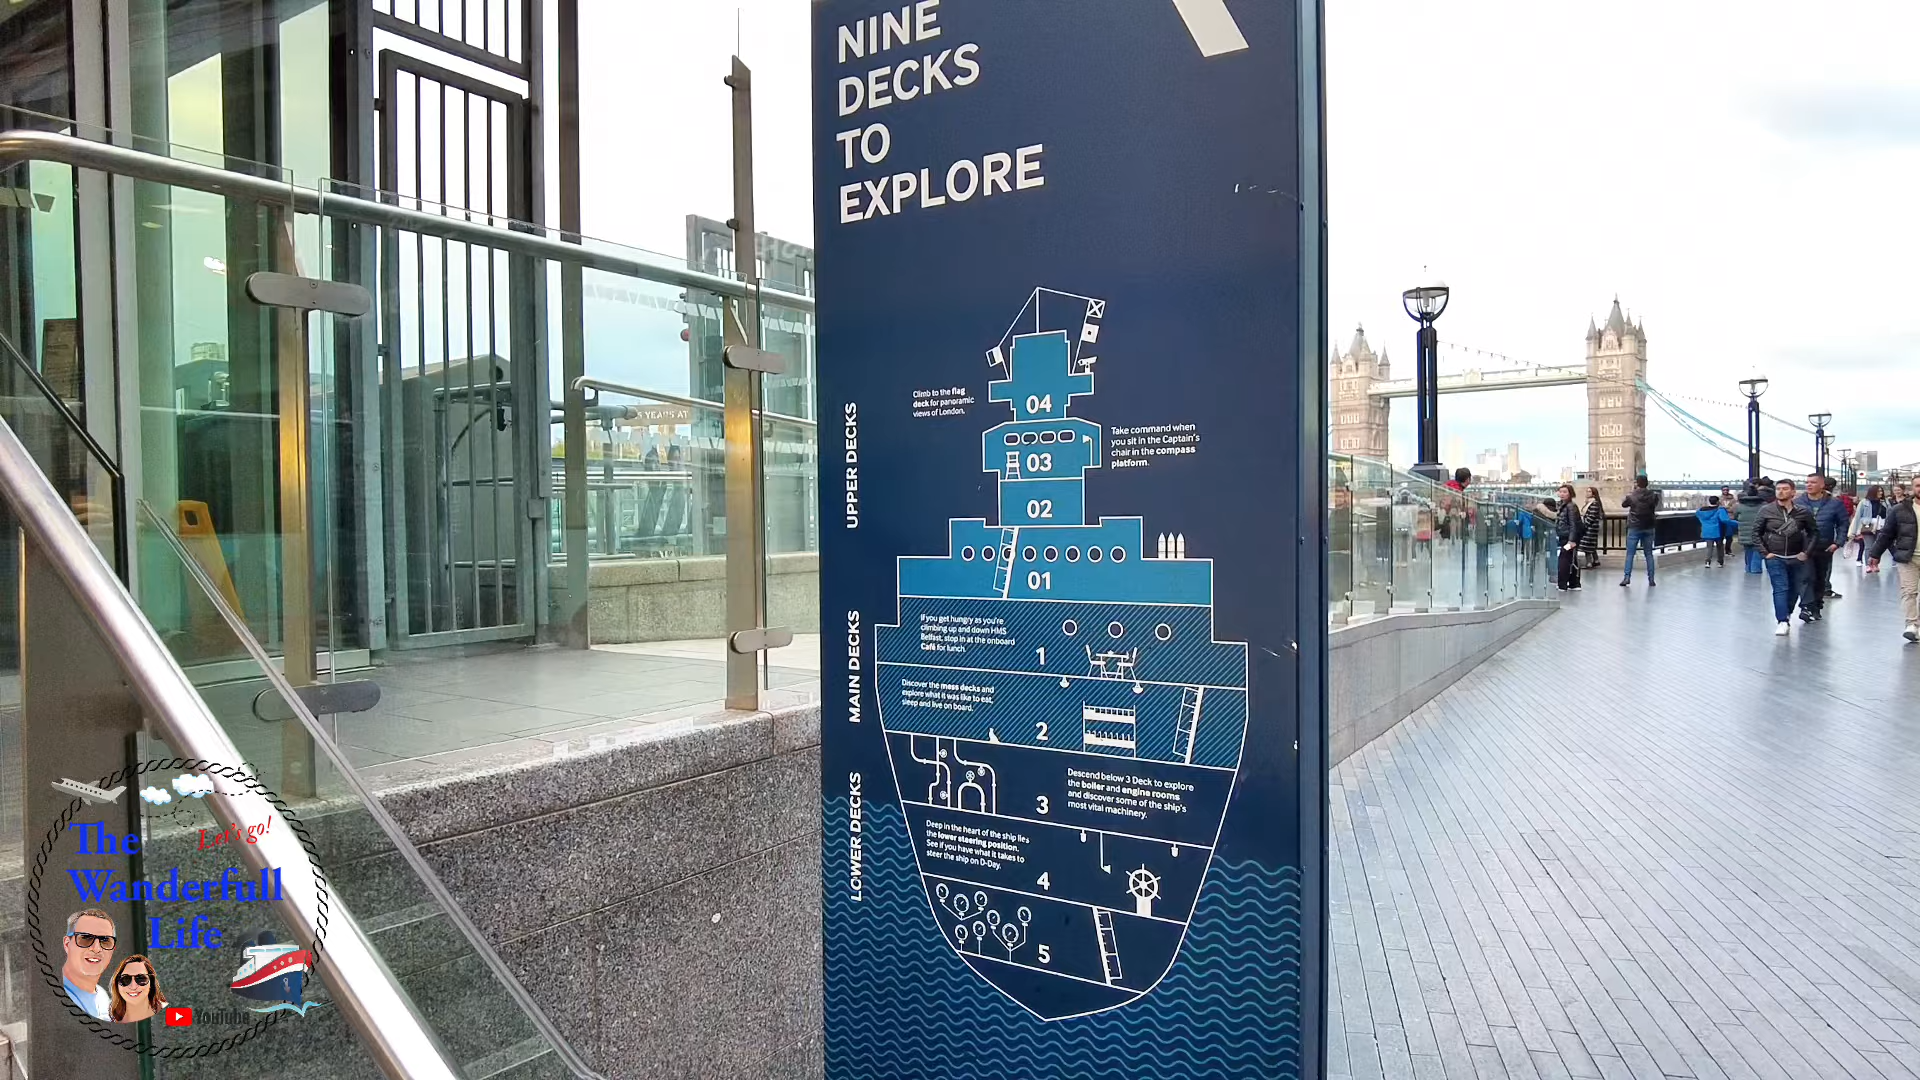 NINE
DECKS
TO
EXPLORE
UPPER DECKS
Climb to the flag
deck for panoramic
views of London.
04
Take command when
you sit in the Captain's
chair in the compass
platform.
03
02
01
MAIN DECKS
If you get hungry as you're
climbing up and down HMS
Belfast, stop in at the onboard
Café for lunch.
1
Discover the mess decks and
explore what it was like to eat,
sleep and live on board.
2
LOWER DECKS
Descend below 3 Deck to explore
the boiler and engine rooms
and discover some of the ship's
most vital machinery.
3
Deep in the heart of the ship lies
the lower steering position.
See if you have what it takes to
steer the ship on D-Day.
4
5
YEARS AT
The
Let's go!
Wanderfull
Life
YouTube